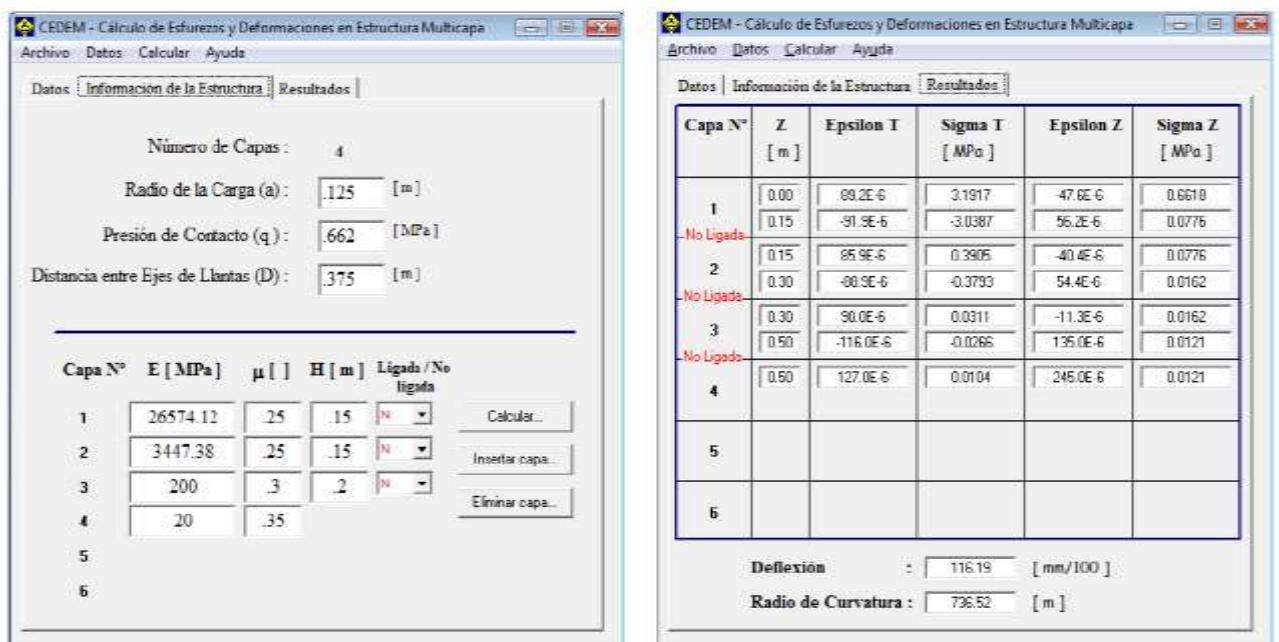 CEDEM - Cálculo de Esfurezos y Deformaciones en Estructura Multicapa
Archivo Datos Calcular Ayuda
Datos Información de la Estructura Resultados
Número de Capas : 4
Radio de la Carga (a) : .125 [m]
Presión de Contacto (q ) : .662 [MPa]
Distancia entre Ejes de Llantas (D) : .375 [m]
Capa Nº E [ MPa ] µ [ ] H [ m ] Ligada / No ligada
1 26574.12 .25 .15 N
Calcular...
2 3447.38 .25 .15 N
Insertar capa...
3 200 .3 .2 N
Eliminar capa...
4 20 .35
5
6
CEDEM - Cálculo de Esfurezos y Deformaciones en Estructura Multicapa
Archivo Datos Calcular Ayuda
Datos Información de la Estructura Resultados
Capa Nº Z Epsilon T Sigma T Epsilon Z Sigma Z
[ m ] [ MPa ] [ MPa ]
1
0.00 89.2E-6 3.1917 -47.6E-6 0.6618
0.15 -91.9E-6 -3.0387 56.2E-6 0.0776
No Ligada
2
0.15 85.9E-6 0.3905 -40.4E-6 0.0776
0.30 -88.9E-6 -0.3793 54.4E-6 0.0162
No Ligada
3
0.30 90.0E-6 0.0311 -11.3E-6 0.0162
0.50 -116.0E-6 -0.0266 135.0E-6 0.0121
No Ligada
4
0.50 127.0E-6 0.0104 245.0E-6 0.0121
5
6
Deflexión : 116.19 [ mm/100 ]
Radio de Curvatura : 736.52 [ m ]